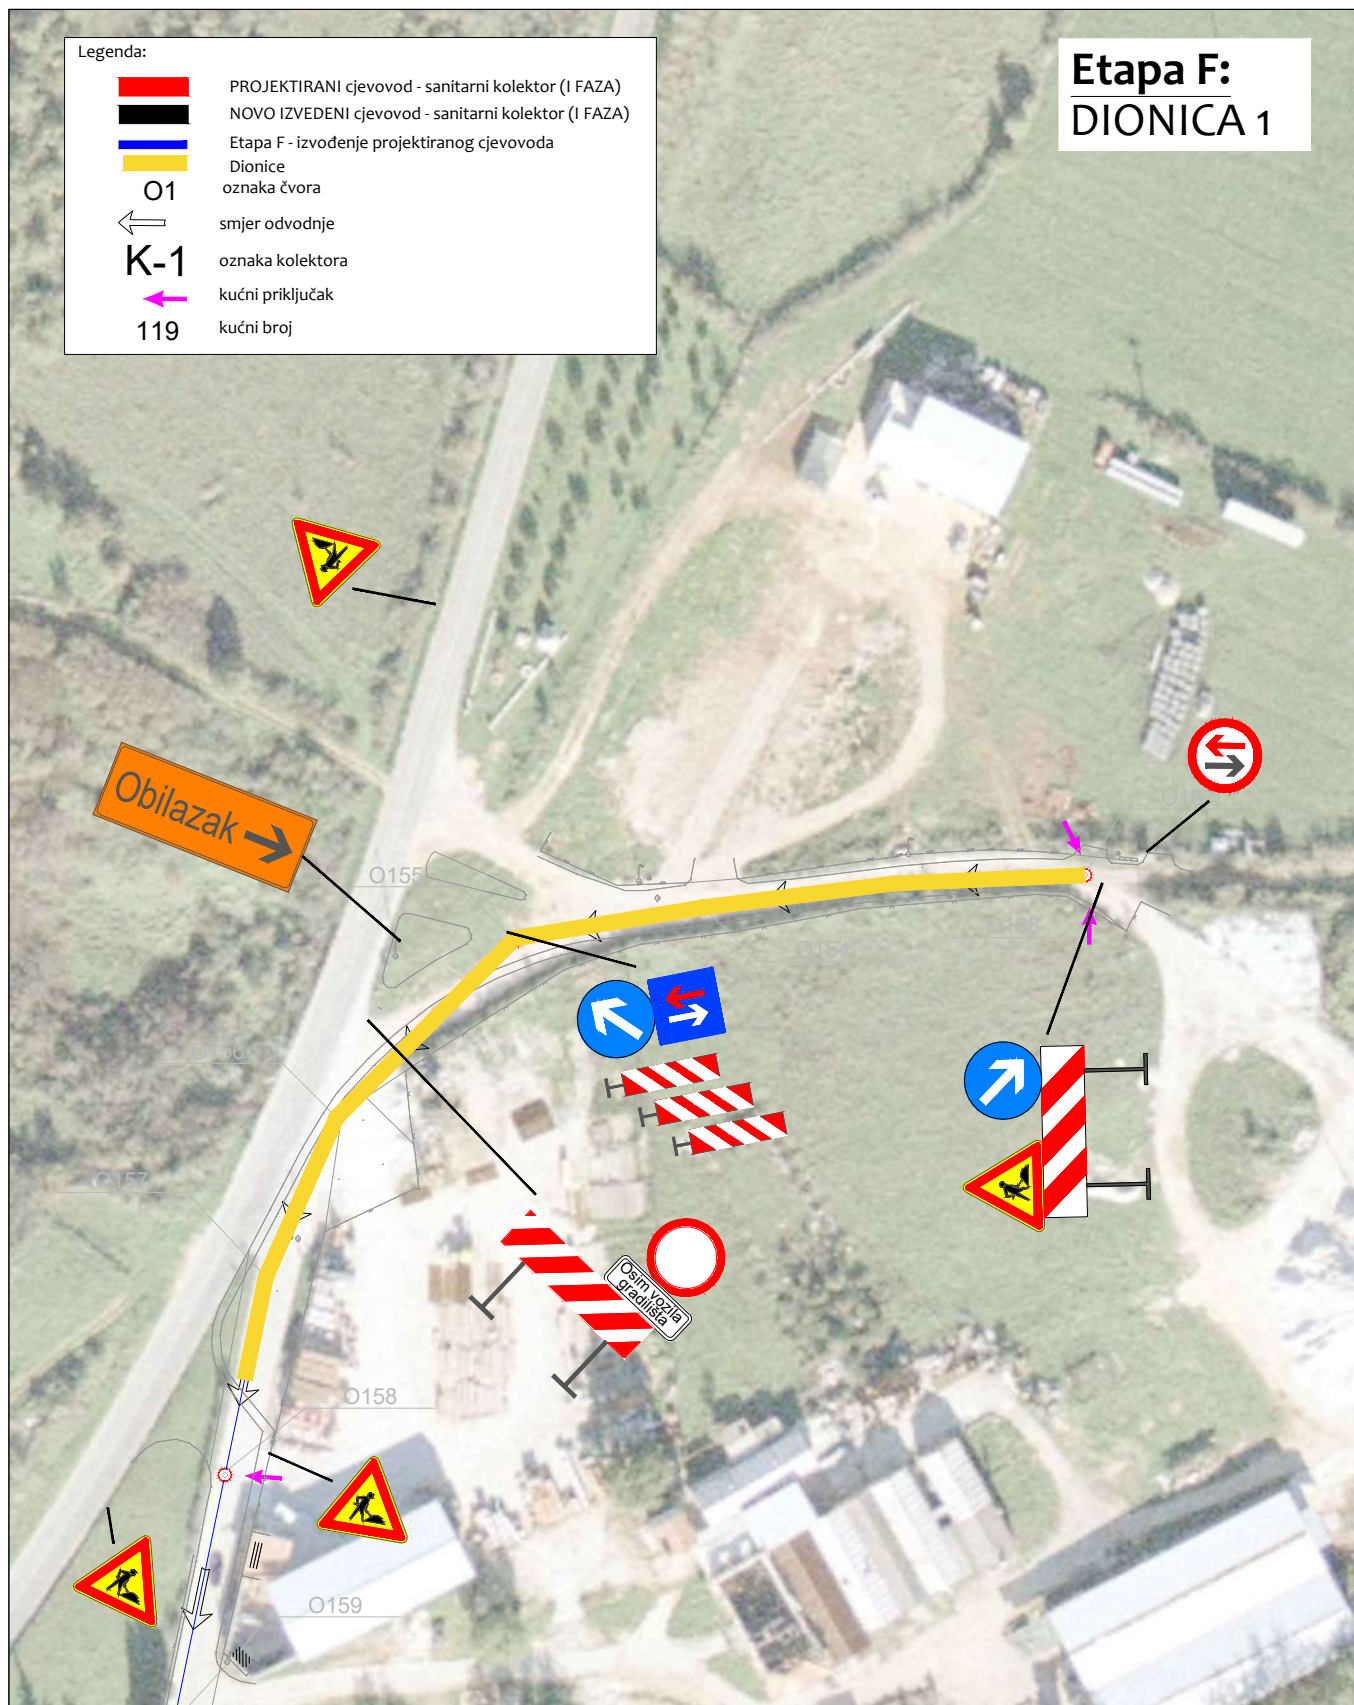 Legenda:
PROJEKTIRANI cjevovod - sanitarni kolektor (I FAZA)
NOVO IZVEDENI cjevovod - sanitarni kolektor (I FAZA)
Etapa F - izvođenje projektiranog cjevovoda
Dionice
O1 oznaka čvora
smjer odvodnje
K-1 oznaka kolektora
kućni priključak
119 kućni broj
Etapa F:
DIONICA 1
Obilazak
O155
O157
Osim vozila
gradilišta
O158
O159